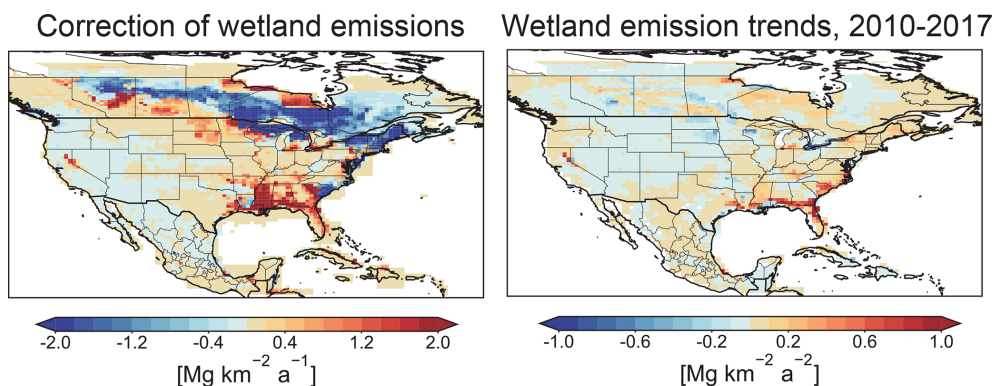 Correction of wetland emissions
Wetland emission trends, 2010-2017
-2.0 -1.2 -0.4 0.4 1.2 2.0
[Mg km⁻² a⁻¹]
-1.0 -0.6 -0.2 0.2 0.6 1.0
[Mg km⁻² a⁻²]